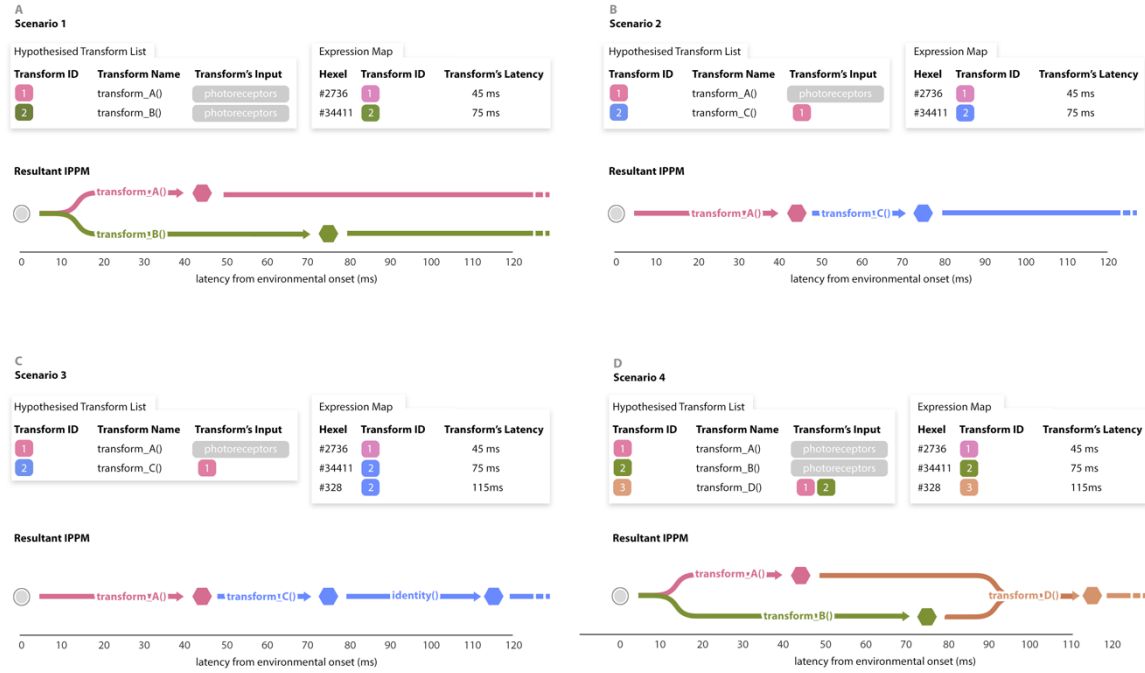 A
Scenario 1
Hypothesised Transform List
Transform ID Transform Name Transform's Input
1 transform_A() photoreceptors
2 transform_B() photoreceptors
Expression Map
Hexel Transform ID Transform's Latency
#2736 1 45 ms
#34411 2 75 ms
Resultant IPPM
transform_A()
transform_B()
0 10 20 30 40 50 60 70 80 90 100 110 120
latency from environmental onset (ms)
B
Scenario 2
Hypothesised Transform List
Transform ID Transform Name Transform's Input
1 transform_A() photoreceptors
2 transform_C() 1
Expression Map
Hexel Transform ID Transform's Latency
#2736 1 45 ms
#34411 2 75 ms
Resultant IPPM
transform_A() transform_C()
0 10 20 30 40 50 60 70 80 90 100 110 120
latency from environmental onset (ms)
C
Scenario 3
Hypothesised Transform List
Transform ID Transform Name Transform's Input
1 transform_A() photoreceptors
2 transform_C() 1
Expression Map
Hexel Transform ID Transform's Latency
#2736 1 45 ms
#34411 2 75 ms
#328 2 115ms
Resultant IPPM
transform_A() transform_C() identity()
0 10 20 30 40 50 60 70 80 90 100 110 120
latency from environmental onset (ms)
D
Scenario 4
Hypothesised Transform List
Transform ID Transform Name Transform's Input
1 transform_A() photoreceptors
2 transform_B() photoreceptors
3 transform_D() 1 2
Expression Map
Hexel Transform ID Transform's Latency
#2736 1 45 ms
#34411 2 75 ms
#328 3 115ms
Resultant IPPM
transform_A()
transform_D()
transform_B()
0 10 20 30 40 50 60 70 80 90 100 110 120
latency from environmental onset (ms)